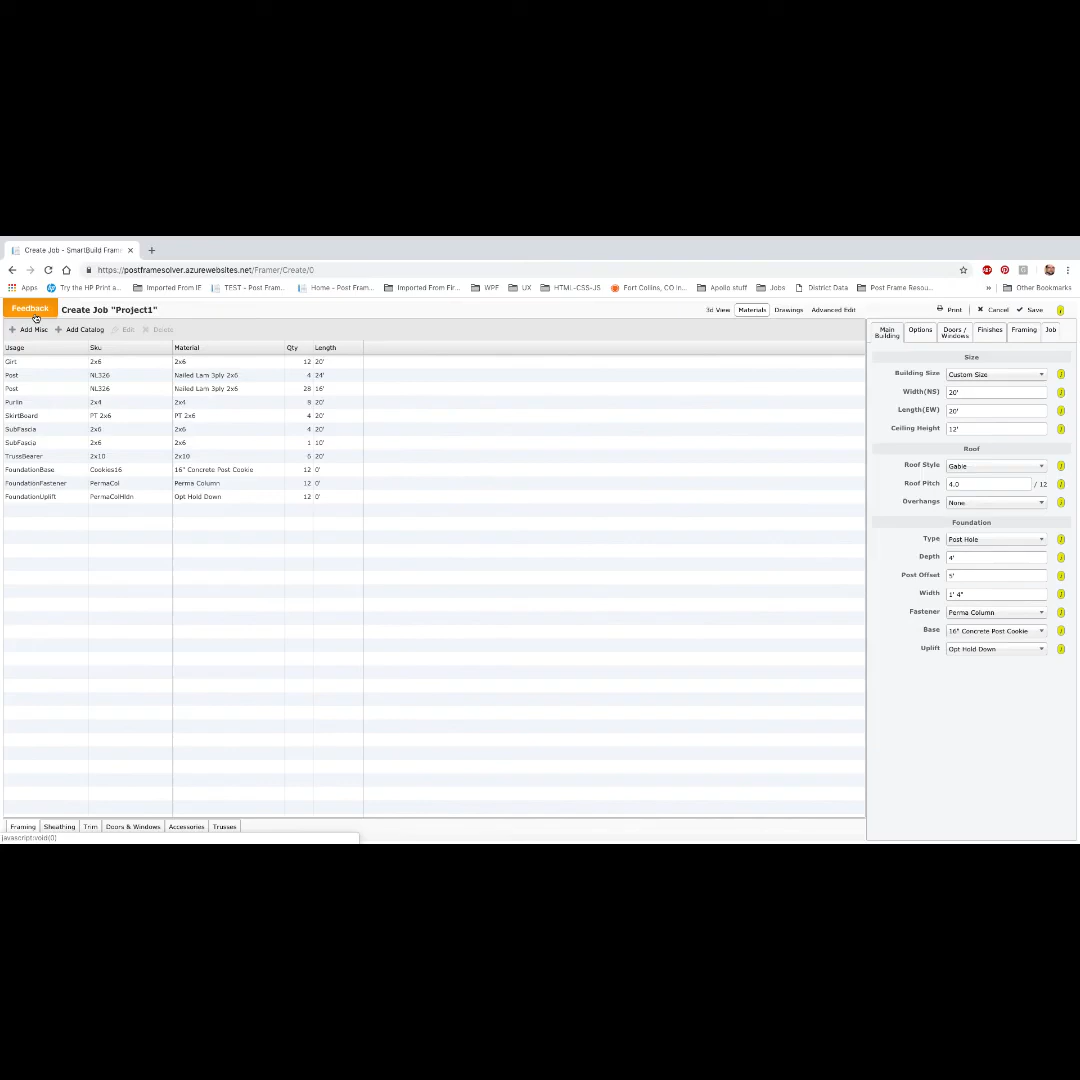 Create Job - SmartBuild Fram
https://postframesolver.azurewebsites.net/Framer/Create/0
Apps Try the HP Print a... Imported From IE TEST - Post Fram... Home - Post Fram... Imported From Fir... WPF UX HTML-CSS-JS Fort Collins, CO In... Apollo stuff Jobs District Data Post Frame Resou... » Other Bookmarks
Feedback Create Job "Project1" 3d View Materials Drawings Advanced Edit Print Cancel Save
Add Misc Add Catalog Edit Delete
Usage Sku Material Qty Length
Girt 2x6 2x6 12 20'
Post NL326 Nailed Lam 3ply 2x6 4 24'
Post NL326 Nailed Lam 3ply 2x6 28 16'
Purlin 2x4 2x4 8 20'
SkirtBoard PT 2x6 PT 2x6 4 20'
SubFascia 2x6 2x6 4 20'
SubFascia 2x6 2x6 1 10'
TrussBearer 2x10 2x10 6 20'
FoundationBase Cookies16 16" Concrete Post Cookie 12 0'
FoundationFastener PermaCol Perma Column 12 0'
FoundationUplift PermaColHldn Opt Hold Down 12 0'
Main Building Options Doors / Windows Finishes Framing Job
Size
Building Size Custom Size
Width(NS) 20'
Length(EW) 20'
Ceiling Height 12'
Roof
Roof Style Gable
Roof Pitch 4.0 / 12
Overhangs None
Foundation
Type Post Hole
Depth 4'
Post Offset 5'
Width 1' 4"
Fastener Perma Column
Base 16" Concrete Post Cookie
Uplift Opt Hold Down
Framing Sheathing Trim Doors & Windows Accessories Trusses
javascript:void(0)